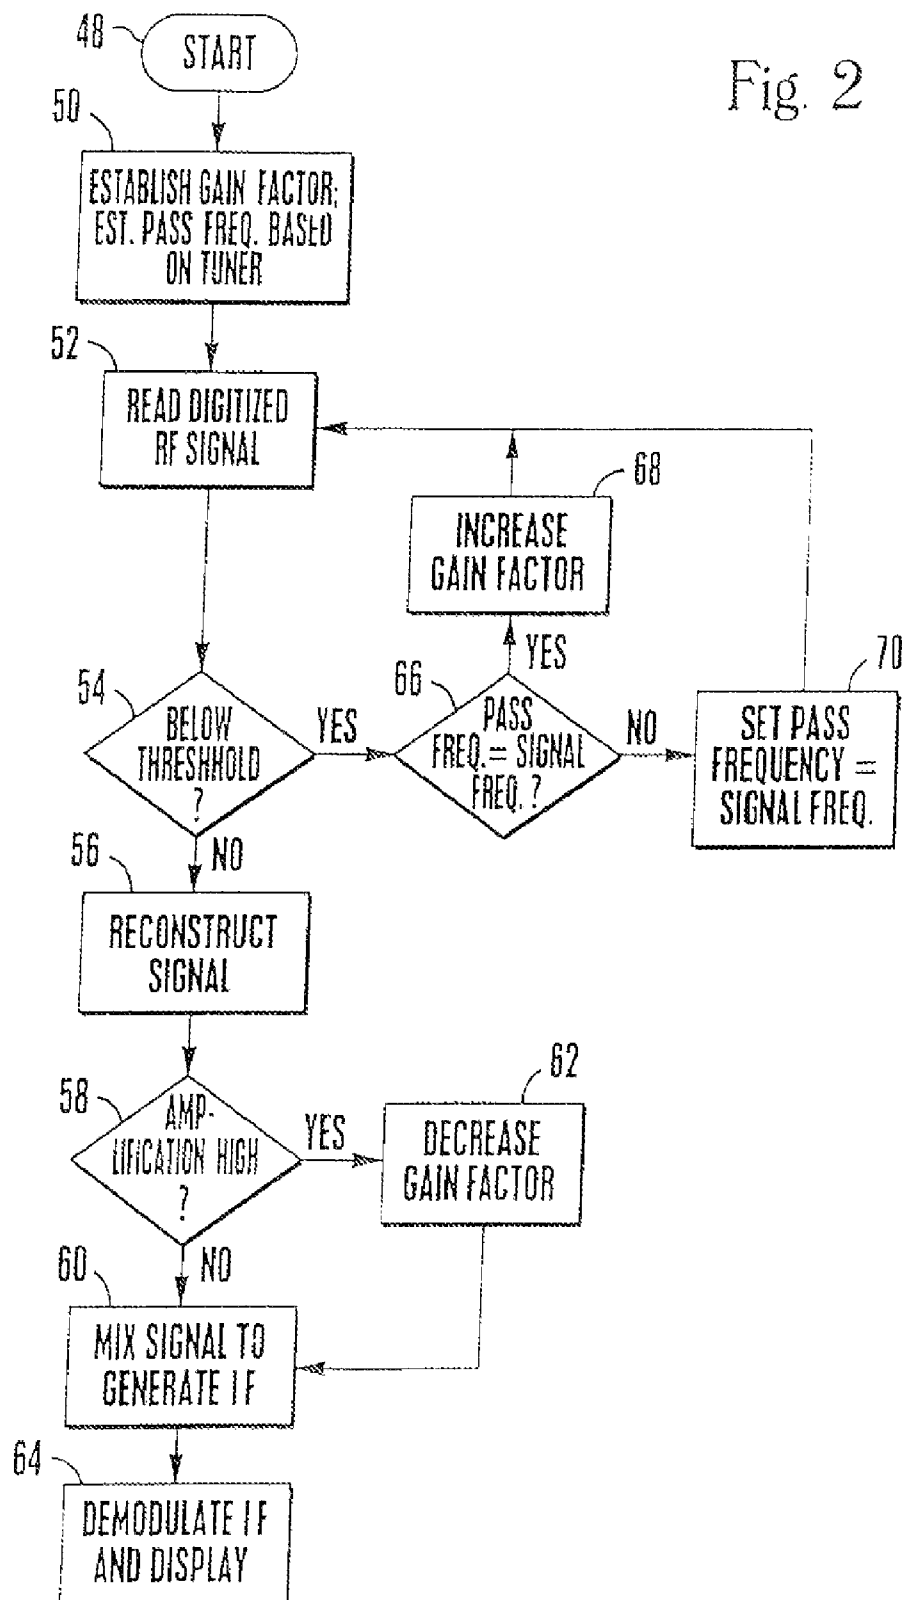 Fig. 2
48
START
50
ESTABLISH GAIN FACTOR;
EST. PASS FREQ. BASED
ON TUNER
52
READ DIGITIZED
RF SIGNAL
68
INCREASE
GAIN FACTOR
54
BELOW
THRESHHOLD
?
YES
66
PASS
FREQ. = SIGNAL
FREQ. ?
YES
NO
70
SET PASS
FREQUENCY =
SIGNAL FREQ.
NO
56
RECONSTRUCT
SIGNAL
58
AMP-
LIFICATION HIGH
?
YES
62
DECREASE
GAIN FACTOR
NO
60
MIX SIGNAL TO
GENERATE IF
64
DEMODULATE IF
AND DISPLAY